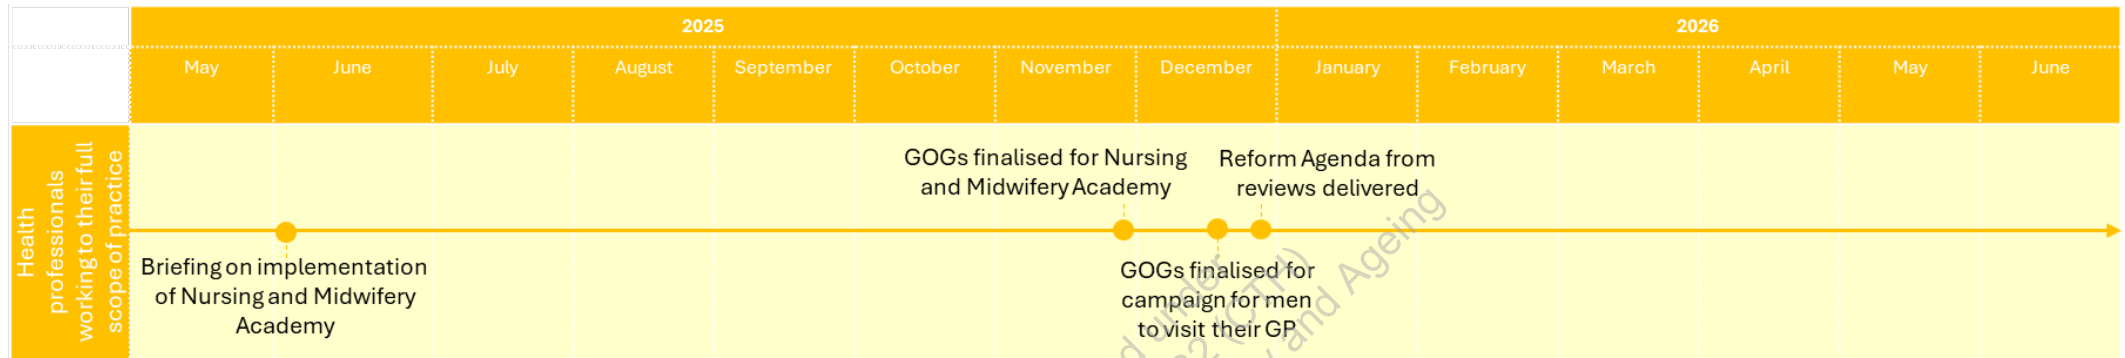 2025
2026
May
June
July
August
September
October
November
December
January
February
March
April
May
June
Health
professionals
working to their full
scope of practice
Briefing on implementation
of Nursing and Midwifery
Academy
GOGs finalised for Nursing
and Midwifery Academy
GOGs finalised for
campaign for men
to visit their GP
Reform Agenda from
reviews delivered
under
(CTH)
and Ageing